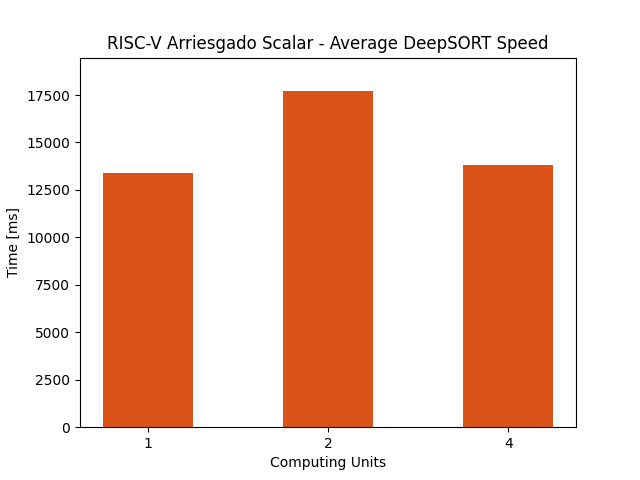 RISC-V Arriesgado Scalar - Average DeepSORT Speed
17500
15000
12500
10000
7500
5000
2500
0
Time [ms]
1 2 4
Computing Units